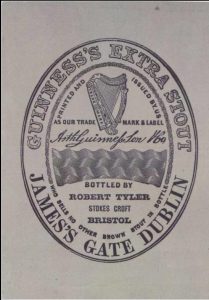 GUINNESS'S EXTRA STOUT
PRINTED AND ISSUED BY US
AS OUR TRADE MARK & LABEL
Arth Guinness Son & Co
BOTTLED BY
ROBERT TYLER
STOKES CROFT
BRISTOL
WHO SELLS NO OTHER BROWN STOUT IN BOTTLE
JAMES'S GATE DUBLIN